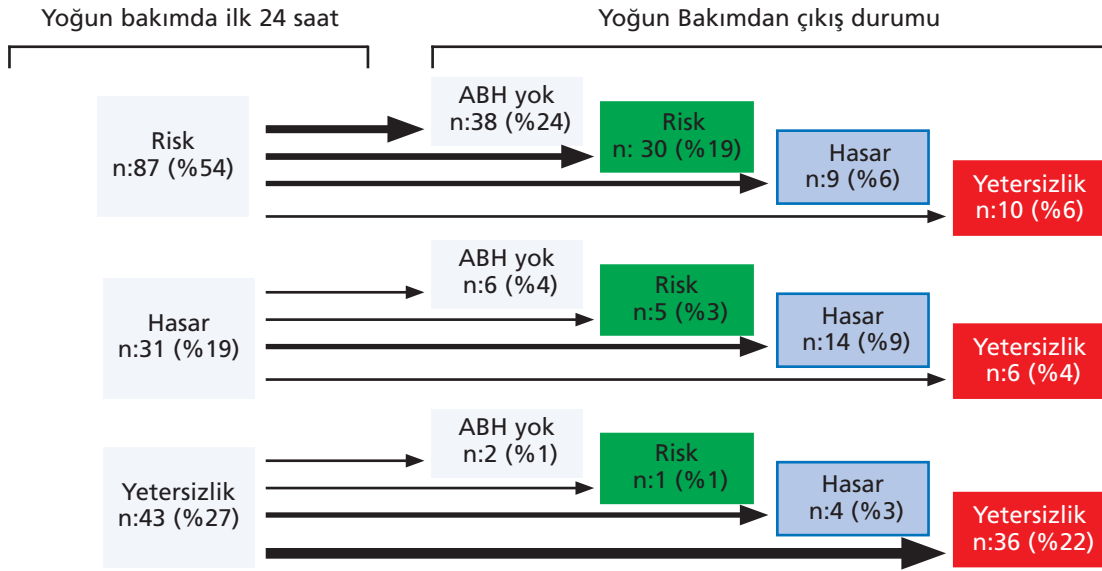 Yoğun bakımda ilk 24 saat
Yoğun Bakımdan çıkış durumu
Risk
n:87 (%54)
ABH yok
n:38 (%24)
Risk
n: 30 (%19)
Hasar
n:9 (%6)
Yetersizlik
n:10 (%6)
Hasar
n:31 (%19)
ABH yok
n:6 (%4)
Risk
n:5 (%3)
Hasar
n:14 (%9)
Yetersizlik
n:6 (%4)
Yetersizlik
n:43 (%27)
ABH yok
n:2 (%1)
Risk
n:1 (%1)
Hasar
n:4 (%3)
Yetersizlik
n:36 (%22)